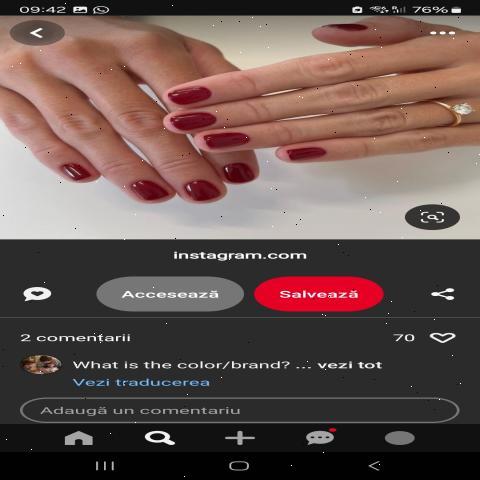 09:42
76%
instagram.com
Accesează
Salvează
2 comentarii
70
What is the color/brand? ... vezi tot
Vezi traducerea
Adaugă un comentariu